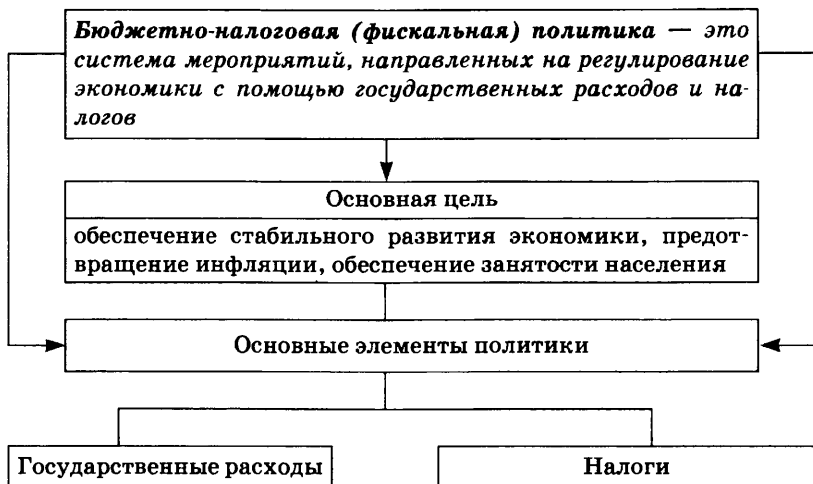 Бюджетно-налоговая (фискальная) политика — это
система мероприятий, направленных на регулирование
экономики с помощью государственных расходов и на-
логов
Основная цель
обеспечение стабильного развития экономики, предот-
вращение инфляции, обеспечение занятости населения
Основные элементы политики
Государственные расходы
Налоги